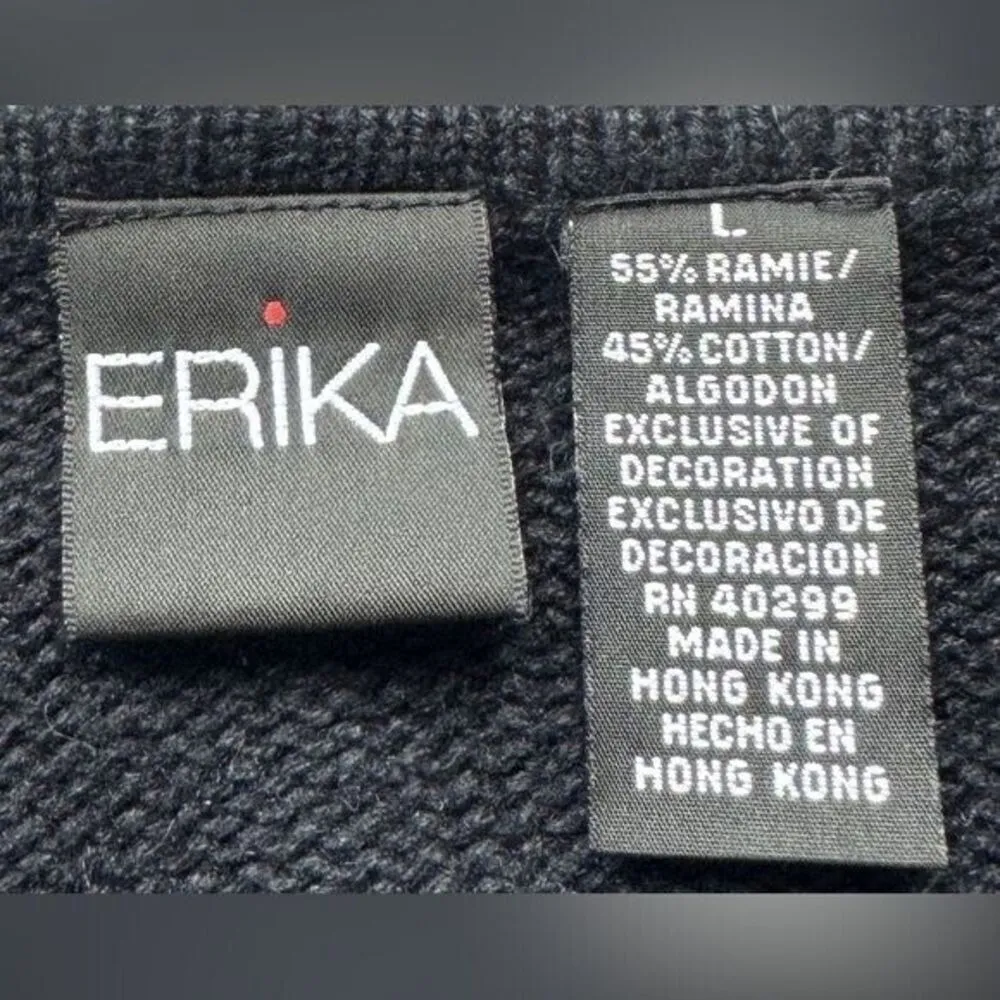 ERIKA
L
55% RAMIE/
RAMINA
45% COTTON/
ALGODON
EXCLUSIVE OF
DECORATION
EXCLUSIVO DE
DECORACION
RN 40299
MADE IN
HONG KONG
HECHO EN
HONG KONG